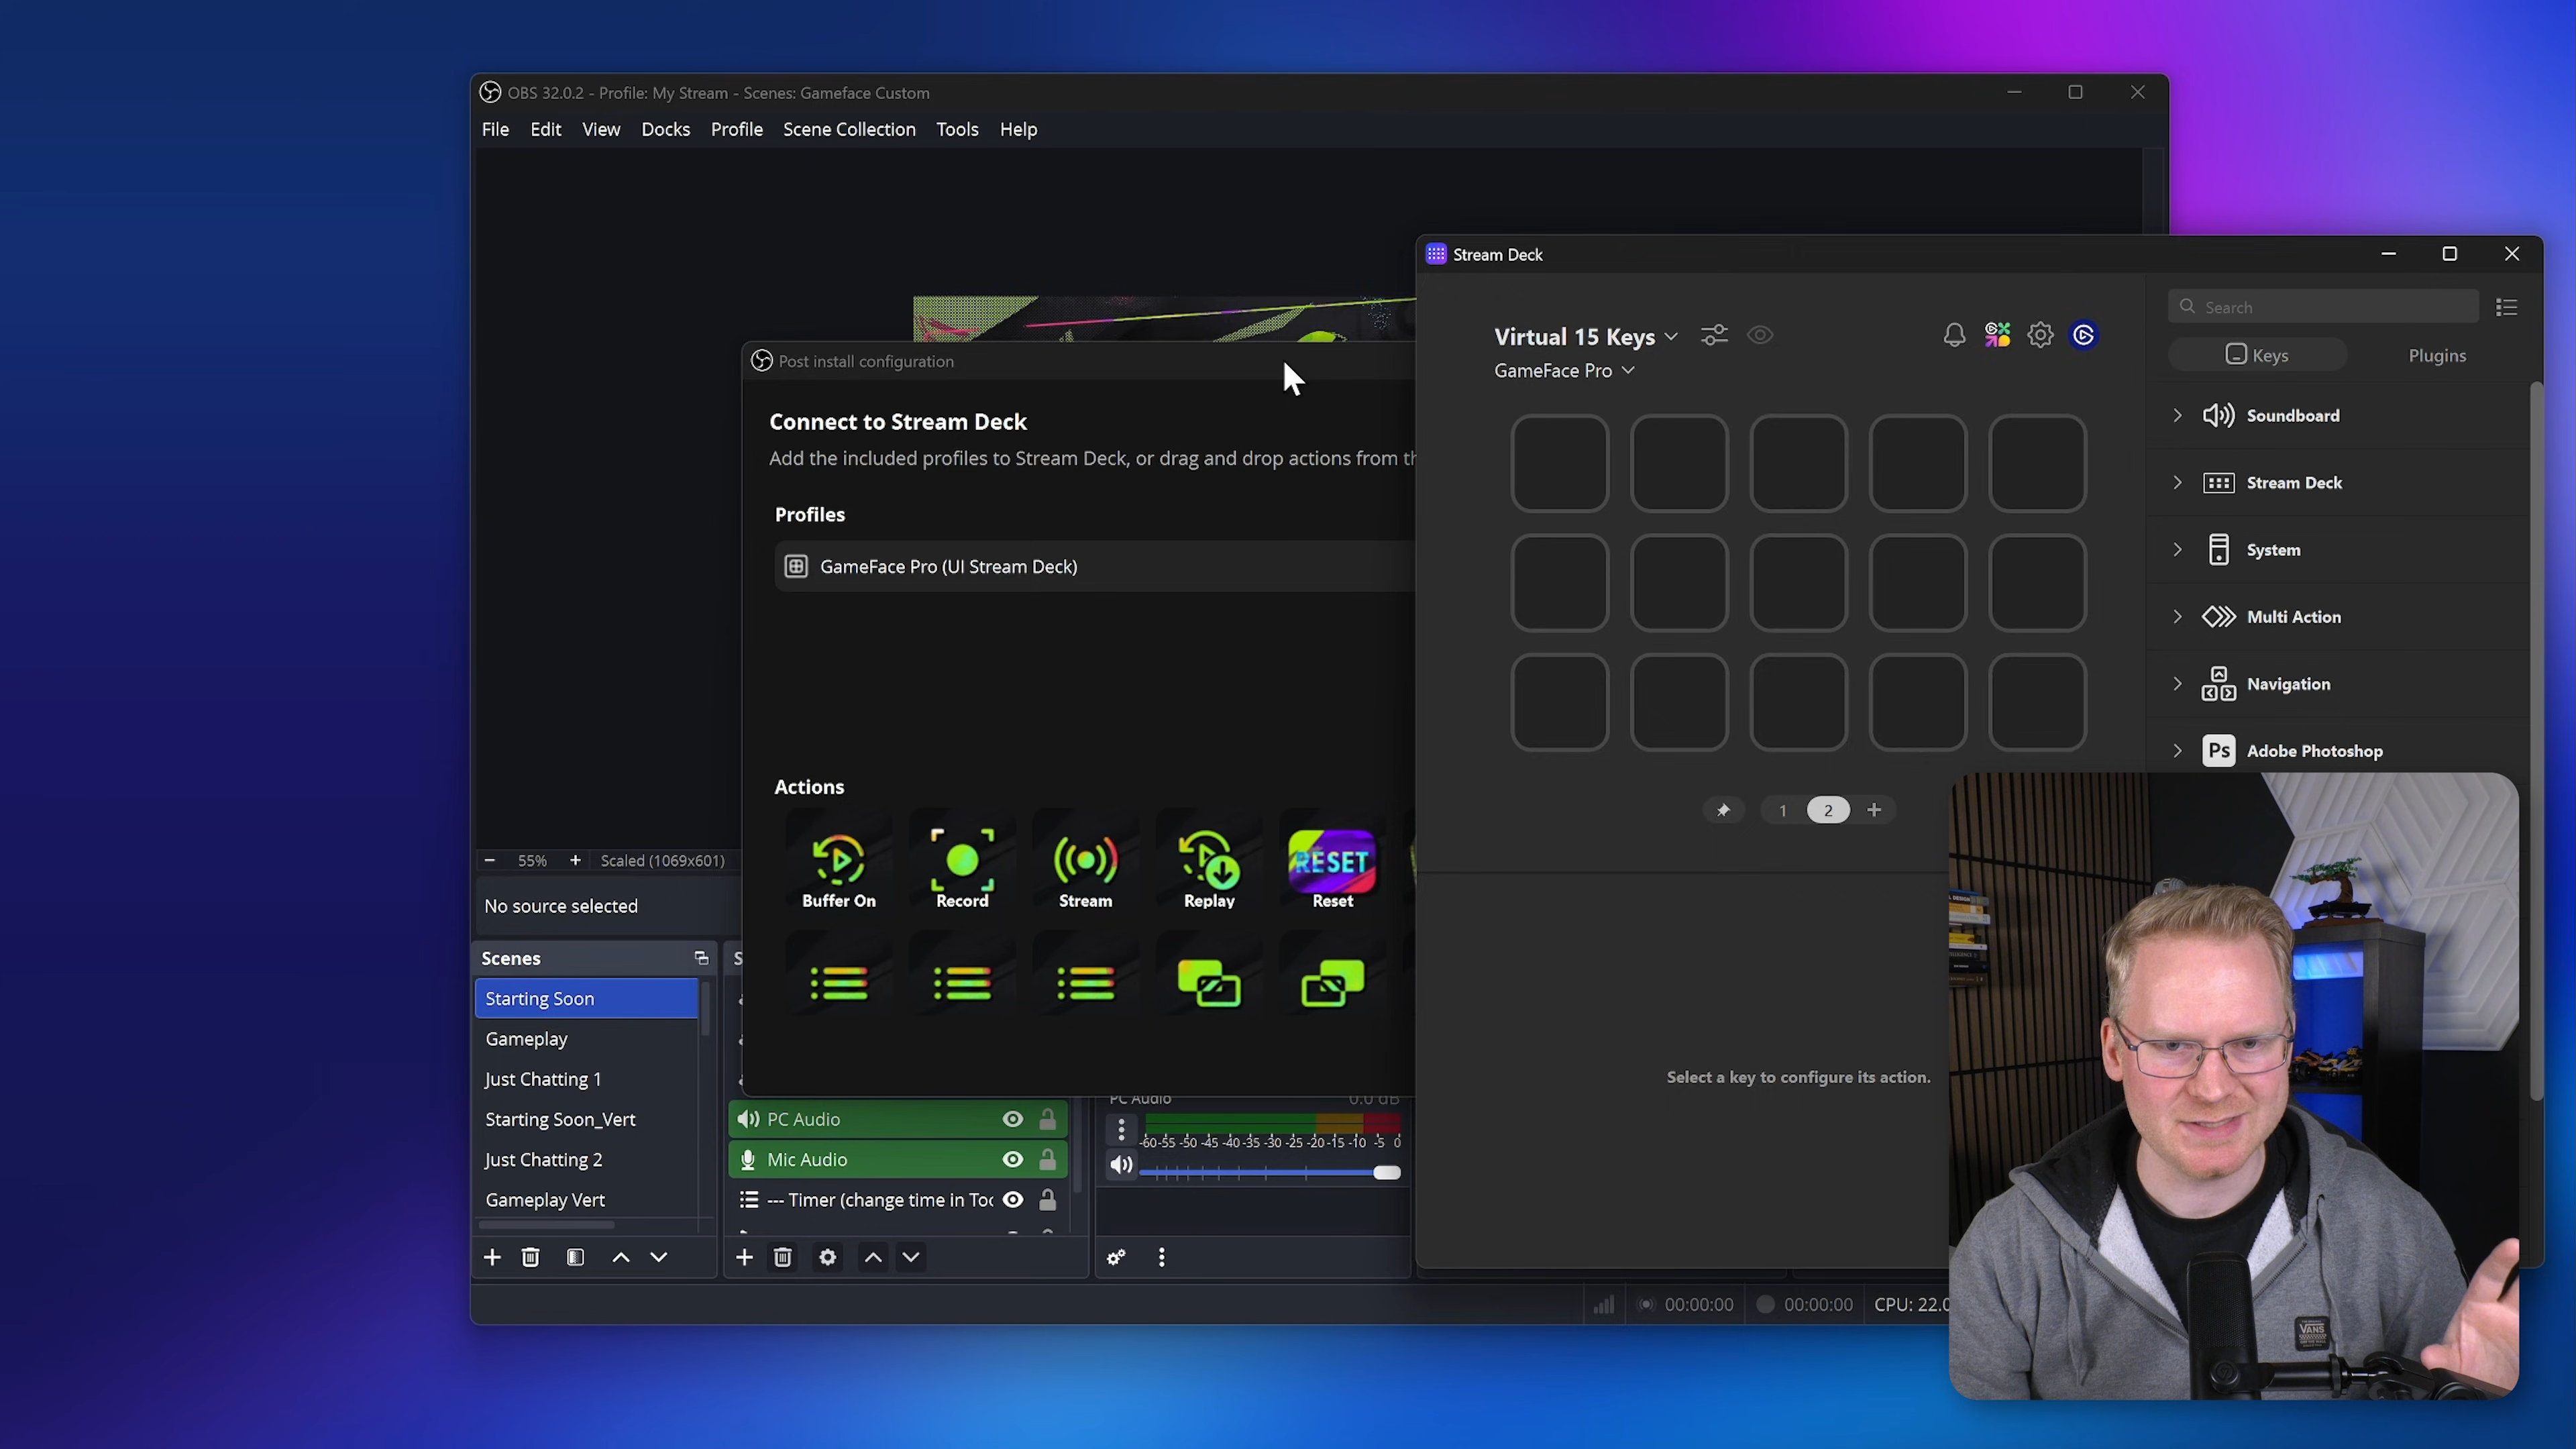 OBS 32.0.2 - Profile: My Stream - Scenes: Gameface Custom
File Edit View Docks Profile Scene Collection Tools Help
Stream Deck
Search
Keys
Plugins
Virtual 15 Keys
GameFace Pro
Soundboard
Stream Deck
System
Multi Action
Navigation
Ps Adobe Photoshop
1 2 +
Select a key to configure its action.
Post install configuration
Connect to Stream Deck
Add the included profiles to Stream Deck, or drag and drop actions from
Profiles
GameFace Pro (UI Stream Deck)
Actions
Buffer On
Record
Stream
Replay
RESET
Reset
55%
Scaled (1069x601)
No source selected
Scenes
Starting Soon
Gameplay
Just Chatting 1
Starting Soon_Vert
Just Chatting 2
Gameplay Vert
PC Audio
Mic Audio
--- Timer (change time in
PC Audio 0.0 dB
-60 -55 -50 -45 -40 -35 -30 -25 -20 -15 -10 -5 0
00:00:00
00:00:00
CPU: 22.0
VANS